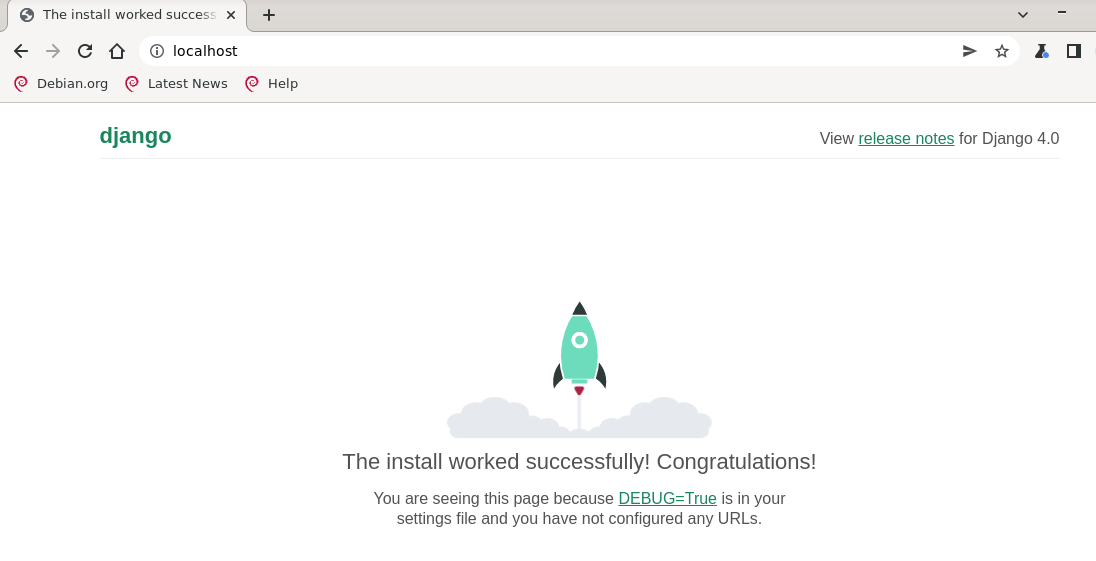 The install worked success
localhost
Debian.org Latest News Help
django
View release notes for Django 4.0
The install worked successfully! Congratulations!
You are seeing this page because DEBUG=True is in your
settings file and you have not configured any URLs.